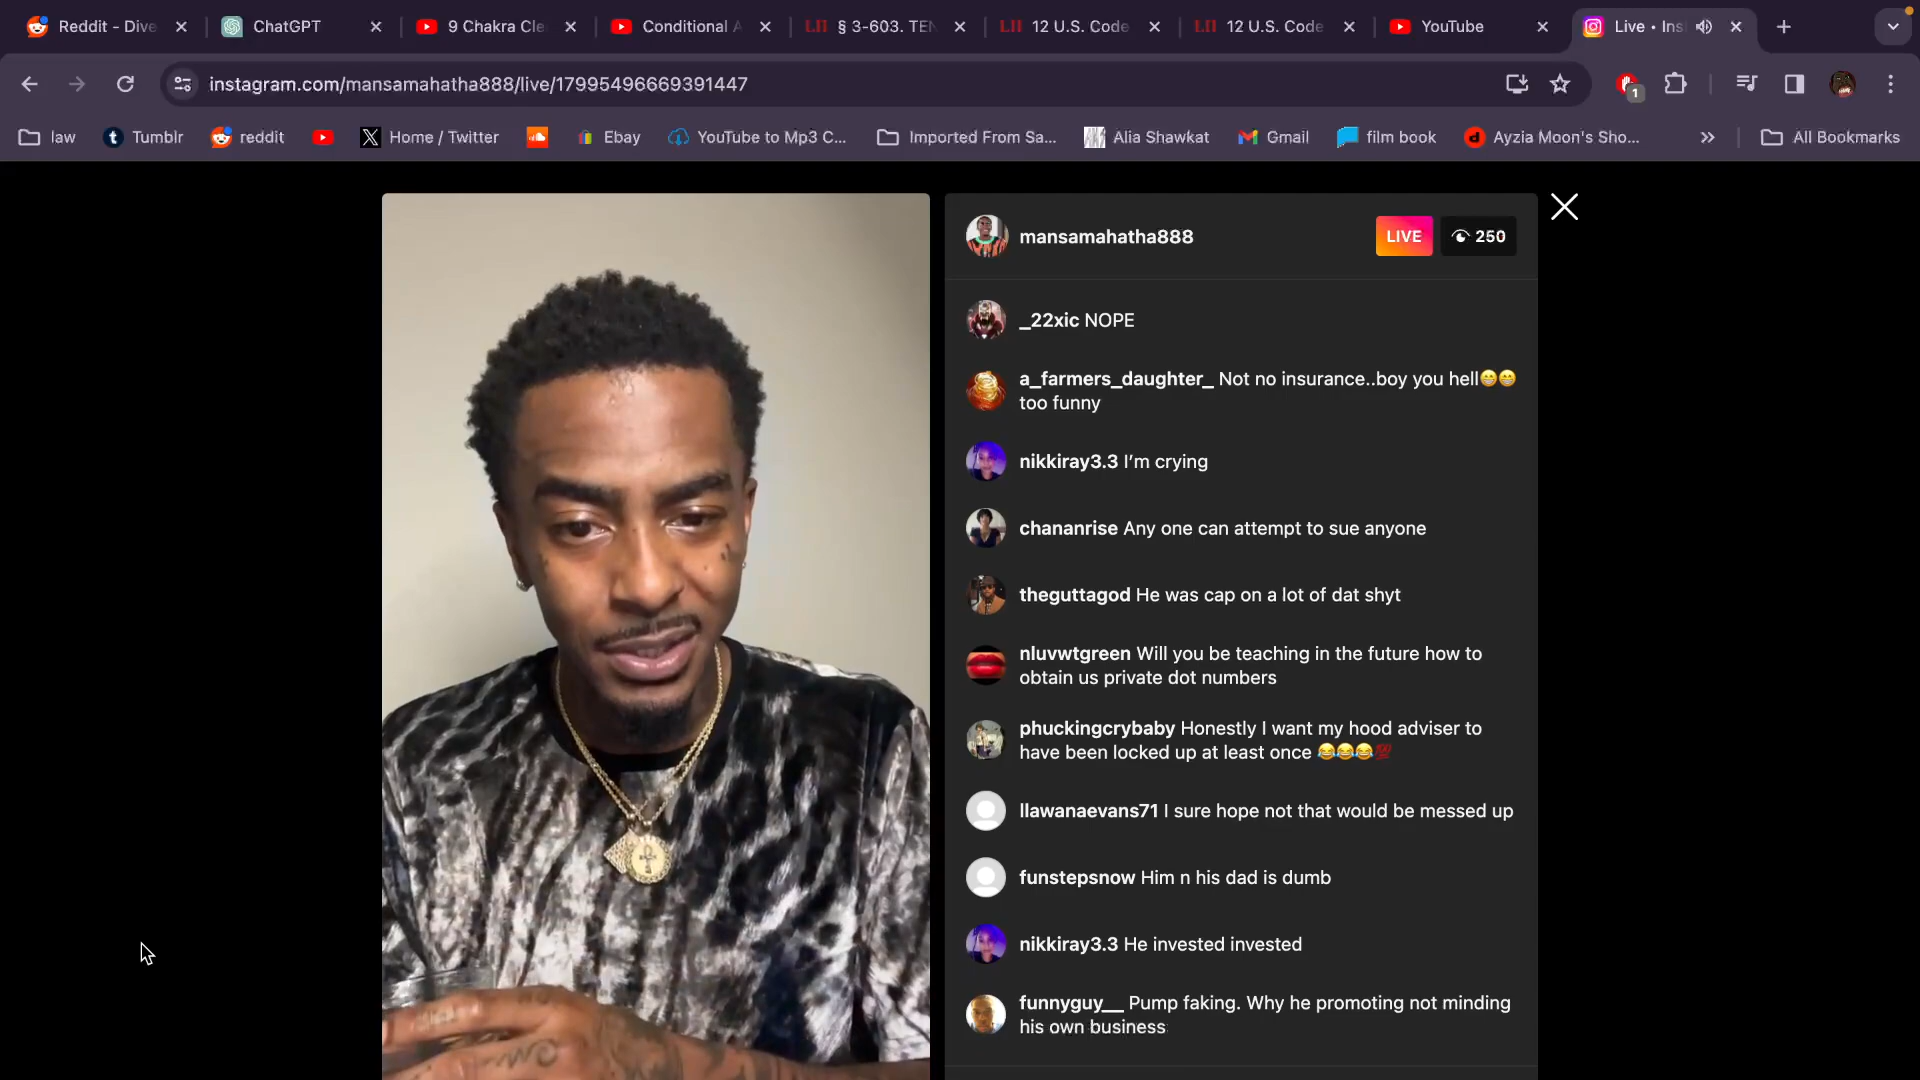 Reddit - Dive
ChatGPT
9 Chakra Cle
Conditional A
LII § 3-603. TEN
LII 12 U.S. Code
LII 12 U.S. Code
YouTube
Live • Ins
instagram.com/mansamahatha888/live/17995496669391447
1
law
Tumblr
reddit
Home / Twitter
Ebay
YouTube to Mp3 C...
Imported From Sa...
Alia Shawkat
Gmail
film book
Ayzia Moon's Sho...
All Bookmarks
mansamahatha888
LIVE
250
_22xic NOPE
a_farmers_daughter_ Not no insurance..boy you hell😁😁
too funny
nikkiray3.3 I'm crying
chananrise Any one can attempt to sue anyone
theguttagod He was cap on a lot of dat shyt
nluvwtgreen Will you be teaching in the future how to
obtain us private dot numbers
phuckingcrybaby Honestly I want my hood adviser to
have been locked up at least once 😂😂😂💯
llawanaevans71 I sure hope not that would be messed up
funstepsnow Him n his dad is dumb
nikkiray3.3 He invested invested
funnyguy__ Pump faking. Why he promoting not minding
his own business